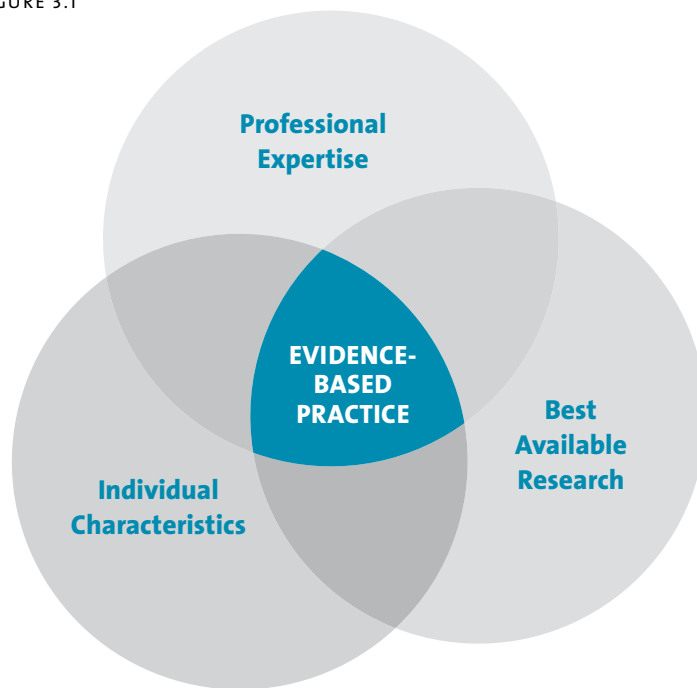 GURE 3.1
Professional
Expertise
EVIDENCE-
BASED
PRACTICE
Best
Available
Research
Individual
Characteristics